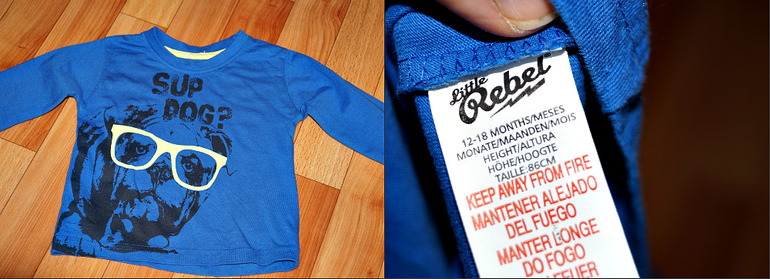 SUP
DOG?
Little
Rebel
12-18 MONTHS/MESES
MONATE/MAANDEN/MOIS
HEIGHT/ALTURA
HÖHE/HOOGTE
TAILLE:86CM
KEEP AWAY FROM FIRE
MANTENER ALEJADO
DEL FUEGO
MANTER LONGE
DO FOGO